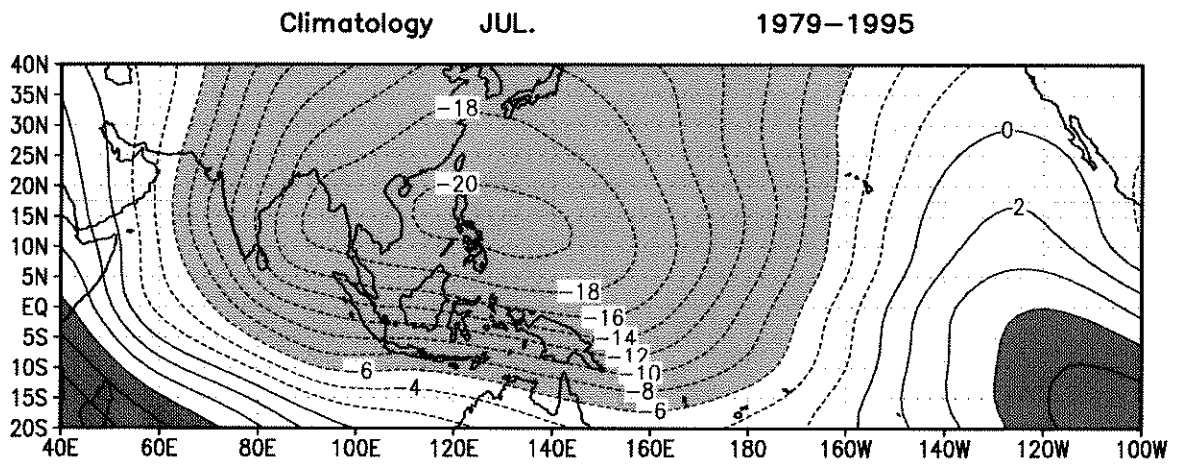 Climatology JUL. 1979-1995
40N
35N
-18
30N
0
25N
20N
-20
2
15N
10N
5N
-18
EQ
-16
5S
-14
-12
10S
-6
-10
-4
-8
15S
-6
20S
40E 60E 80E 100E 120E 140E 160E 180 160W 140W 120W 100W